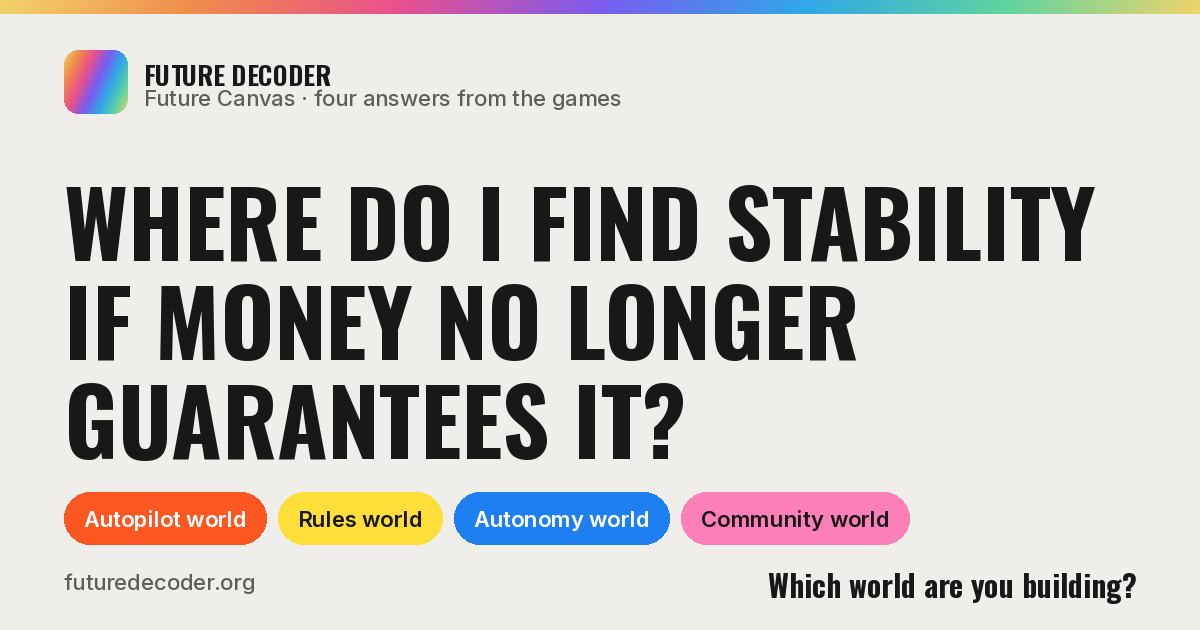 FUTURE DECODER
Future Canvas · four answers from the games
WHERE DO I FIND STABILITY
IF MONEY NO LONGER
GUARANTEES IT?
Autopilot world
Rules world
Autonomy world
Community world
futuredecoder.org
Which world are you building?